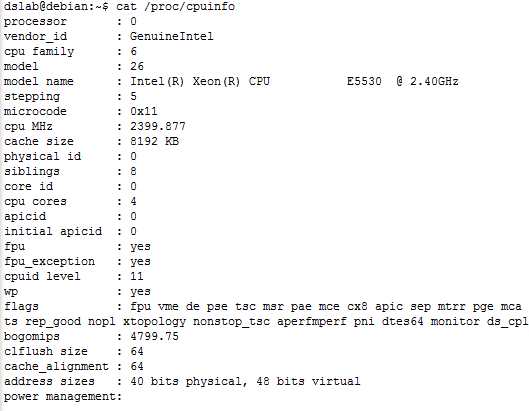 dslab@debian:~$ cat /proc/cpuinfo
processor : 0
vendor_id : GenuineIntel
cpu family : 6
model : 26
model name : Intel(R) Xeon(R) CPU E5530 @ 2.40GHz
stepping : 5
microcode : 0x11
cpu MHz : 2399.877
cache size : 8192 KB
physical id : 0
siblings : 8
core id : 0
cpu cores : 4
apicid : 0
initial apicid : 0
fpu : yes
fpu_exception : yes
cpuid level : 11
wp : yes
flags : fpu vme de pse tsc msr pae mce cx8 apic sep mtrr pge mca
ts rep_good nopl xtopology nonstop_tsc aperfmperf pni dtes64 monitor ds_cpl
bogomips : 4799.75
clflush size : 64
cache_alignment : 64
address sizes : 40 bits physical, 48 bits virtual
power management: